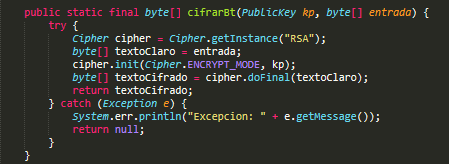 public static final byte[] cifrarBt(PublicKey kp, byte[] entrada) {
    try {
        Cipher cipher = Cipher.getInstance("RSA");
        byte[] textoClaro = entrada;
        cipher.init(Cipher.ENCRYPT_MODE, kp);
        byte[] textoCifrado = cipher.doFinal(textoClaro);
        return textoCifrado;
    } catch (Exception e) {
        System.err.println("Excepcion: " + e.getMessage());
        return null;
    }
}